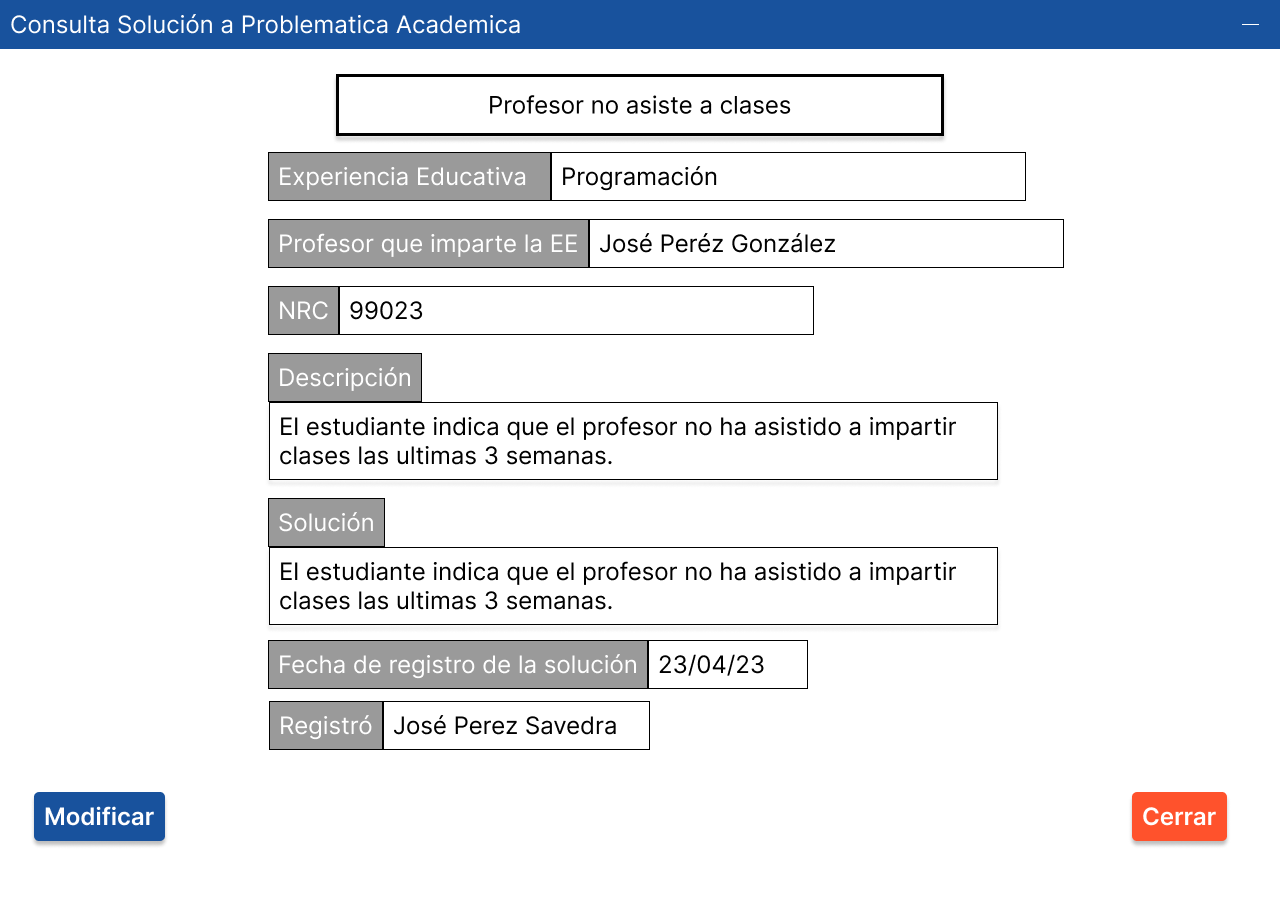 Consulta Solución a Problematica Academica
Profesor no asiste a clases
Experiencia Educativa Programación
Profesor que imparte la EE José Peréz González
NRC 99023
Descripción
El estudiante indica que el profesor no ha asistido a impartir
clases las ultimas 3 semanas.
Solución
El estudiante indica que el profesor no ha asistido a impartir
clases las ultimas 3 semanas.
Fecha de registro de la solución 23/04/23
Registró José Perez Savedra
Modificar Cerrar